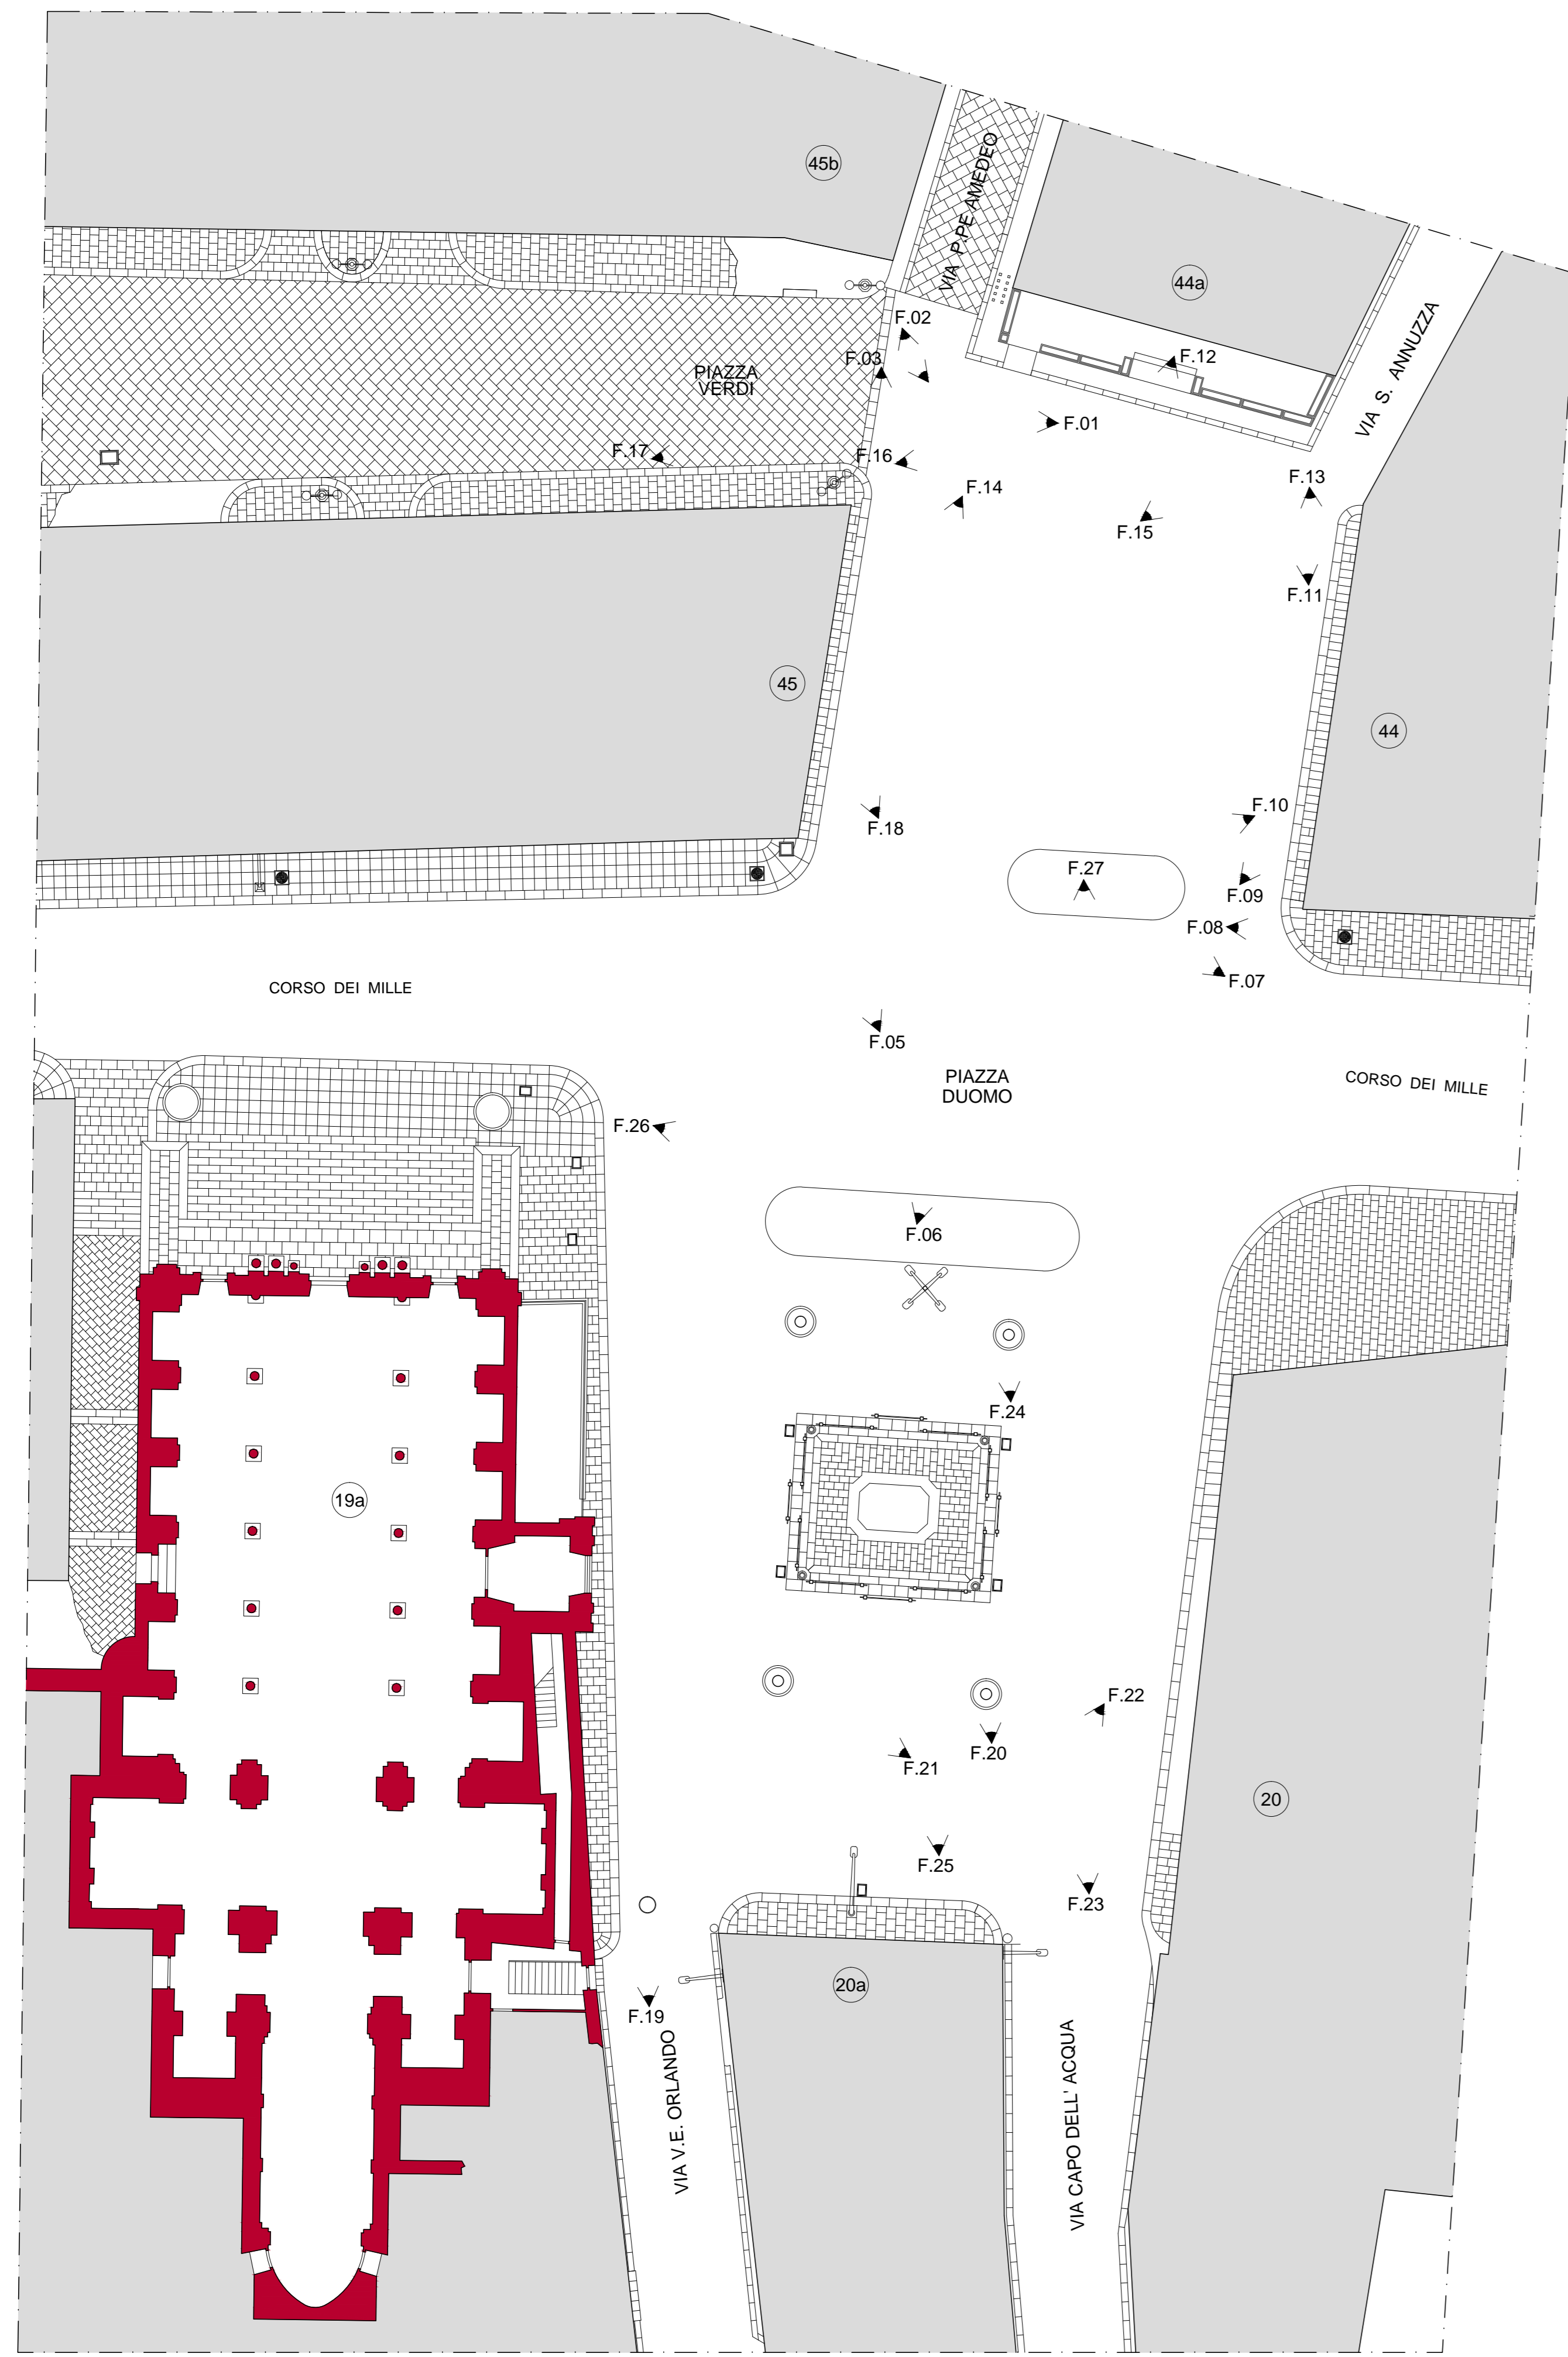 45b
VIA P.PE AMEDEO
44a
F.02
F.03
F.12
PIAZZA
VERDI
VIA S. ANNUZZA
F.01
F.17
F.16
F.13
F.14
F.15
F.11
45
44
F.10
F.18
F.27
F.09
F.08
F.07
CORSO DEI MILLE
F.05
PIAZZA
DUOMO
CORSO DEI MILLE
F.26
F.06
F.24
19a
F.22
F.20
F.21
20
F.25
F.23
20a
F.19
VIA V.E. ORLANDO
VIA CAPO DELL' ACQUA